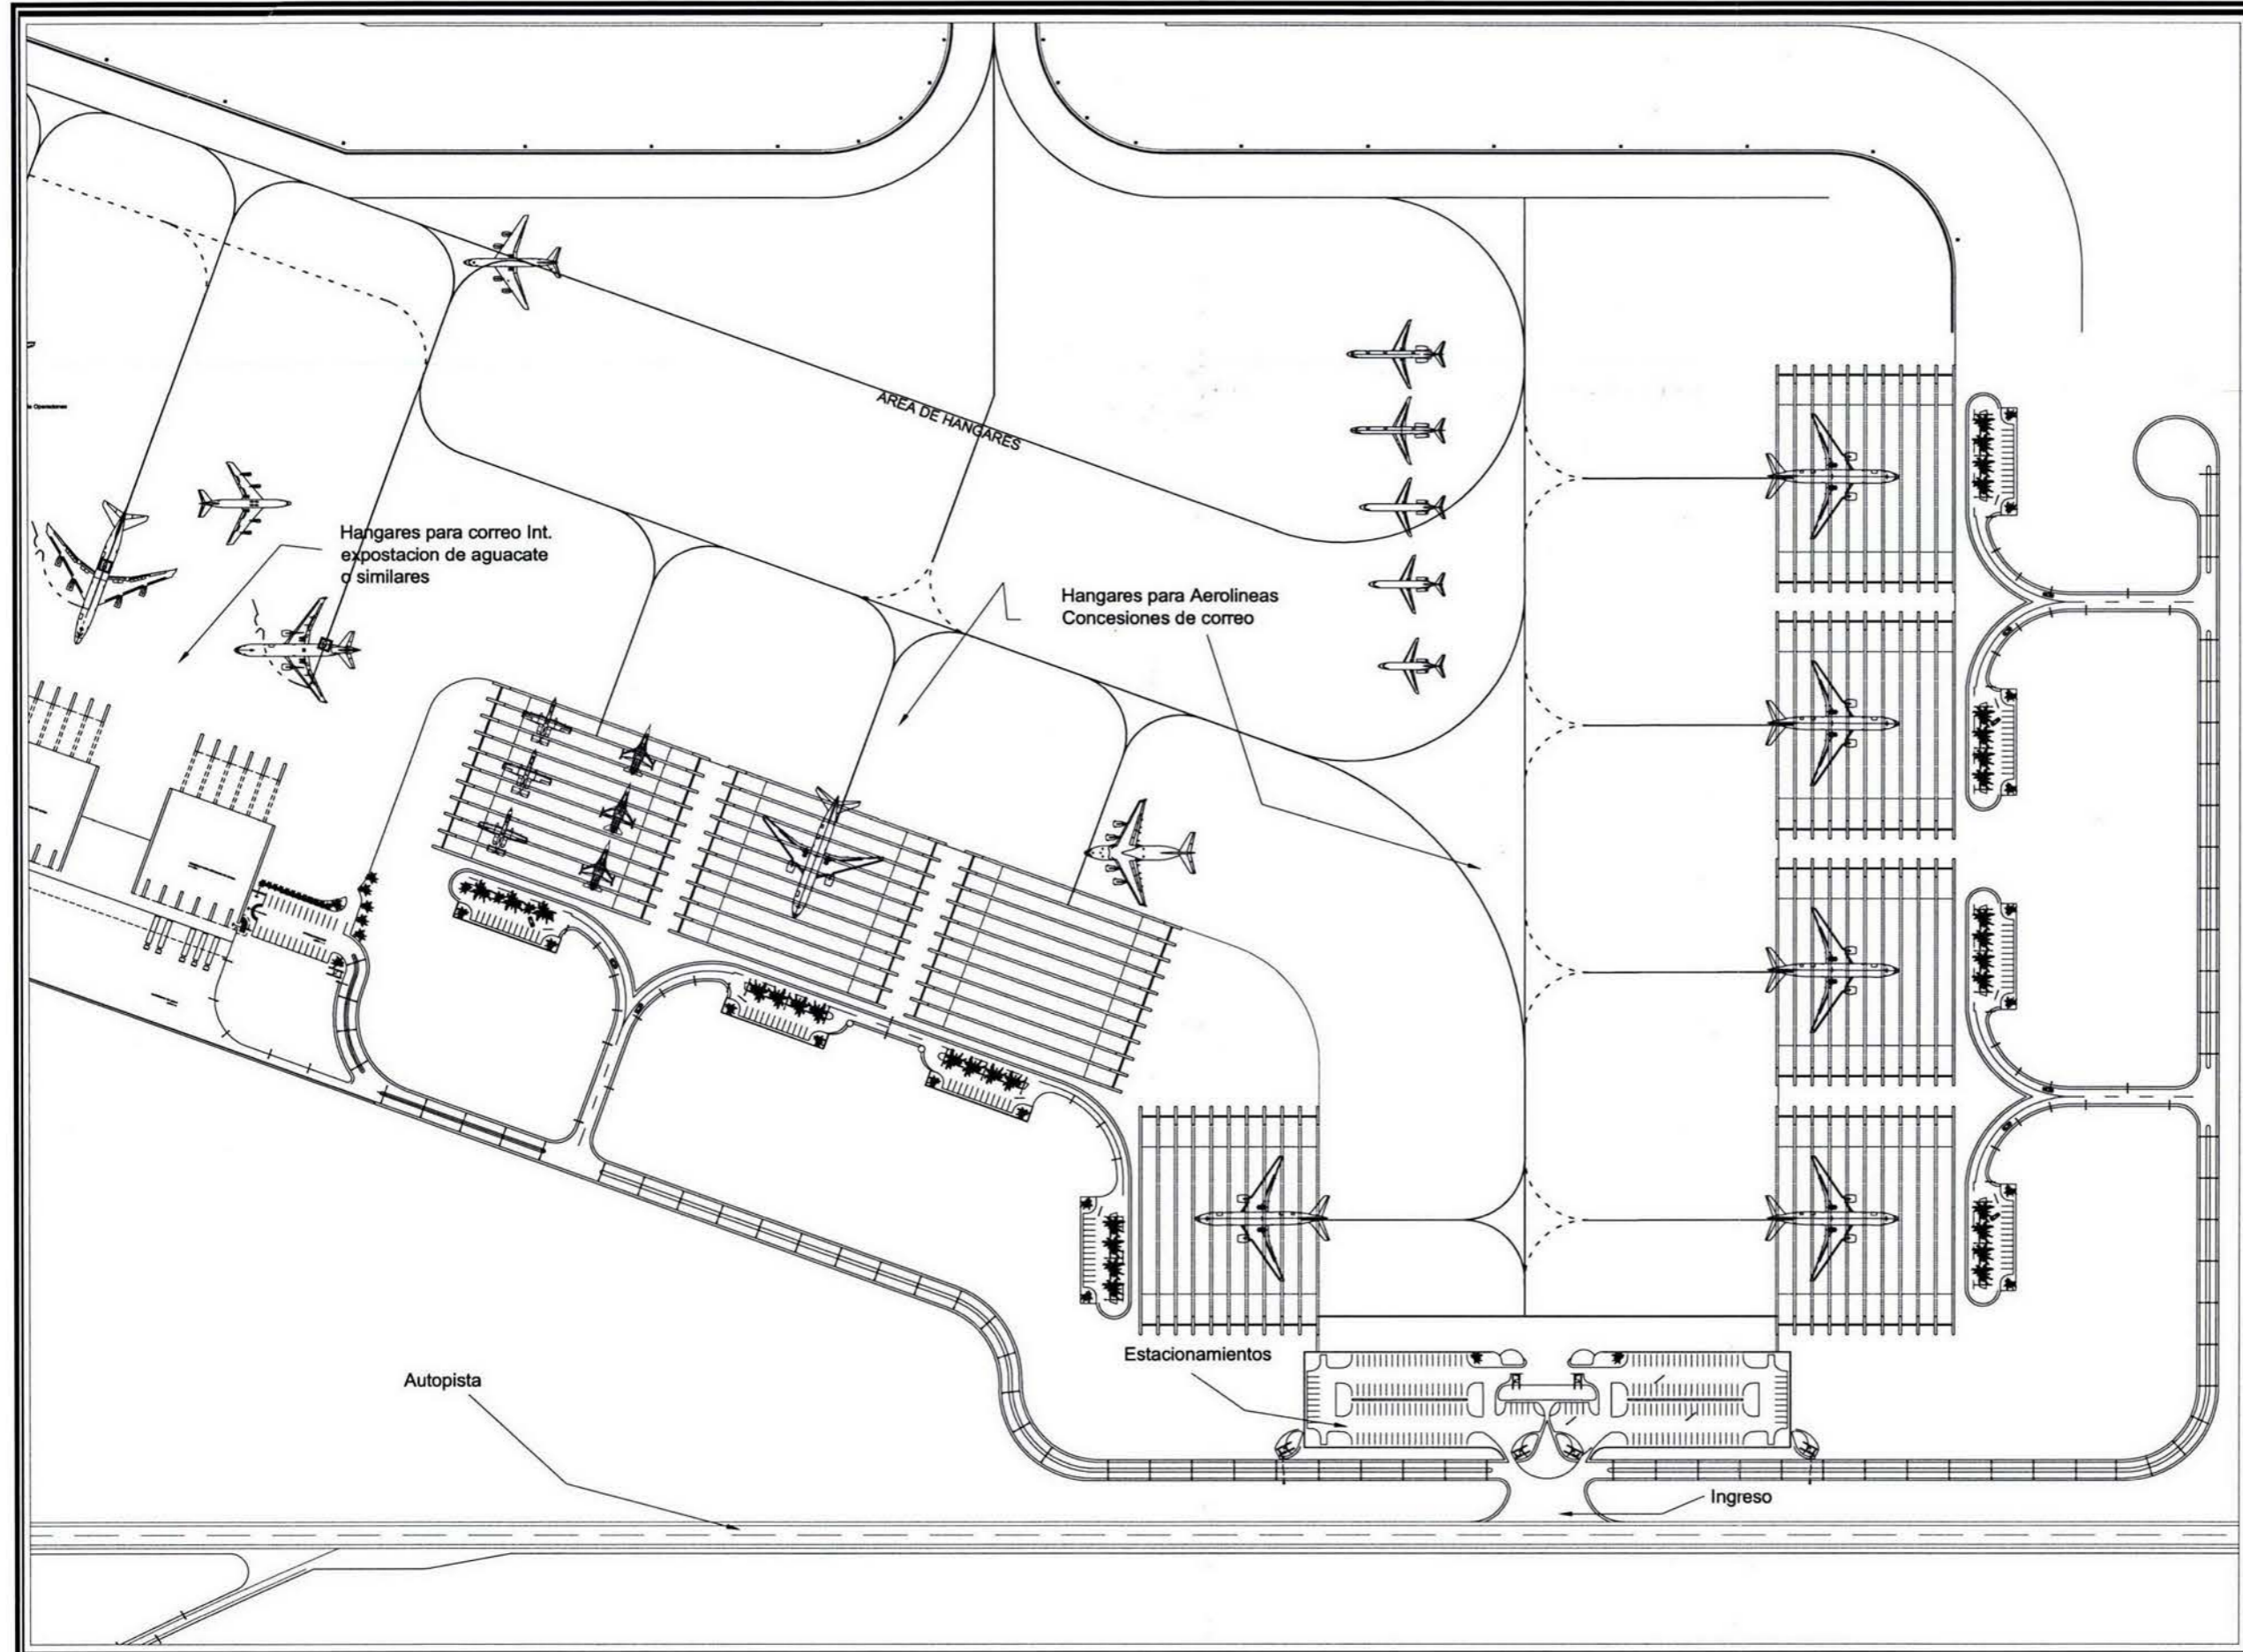 AREA DE HANGARES
Operaciones
Hangares para correo Int.
expostacion de aguacate
o similares
Hangares para Aerolineas
Concesiones de correo
Estacionamientos
Autopista
Ingreso